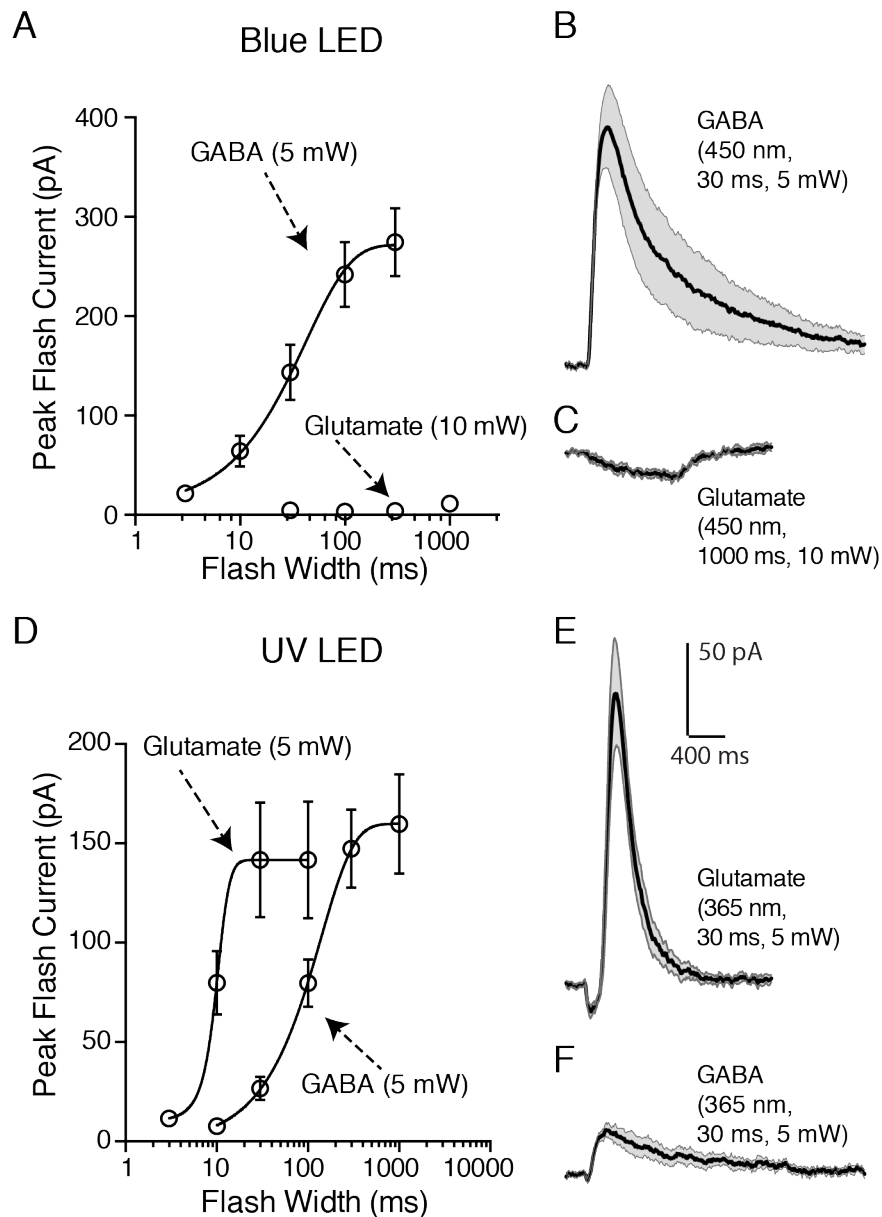 A
Blue LED
Peak Flash Current (pA)
400
300
200
100
0
GABA (5 mW)
Glutamate (10 mW)
1
10
100
1000
Flash Width (ms)
B
GABA
(450 nm,
30 ms, 5 mW)
C
Glutamate
(450 nm,
1000 ms, 10 mW)
D
UV LED
Peak Flash Current (pA)
200
150
100
50
0
Glutamate (5 mW)
GABA (5 mW)
1
10
100
1000
10000
Flash Width (ms)
E
50 pA
400 ms
Glutamate
(365 nm,
30 ms, 5 mW)
F
GABA
(365 nm,
30 ms, 5 mW)